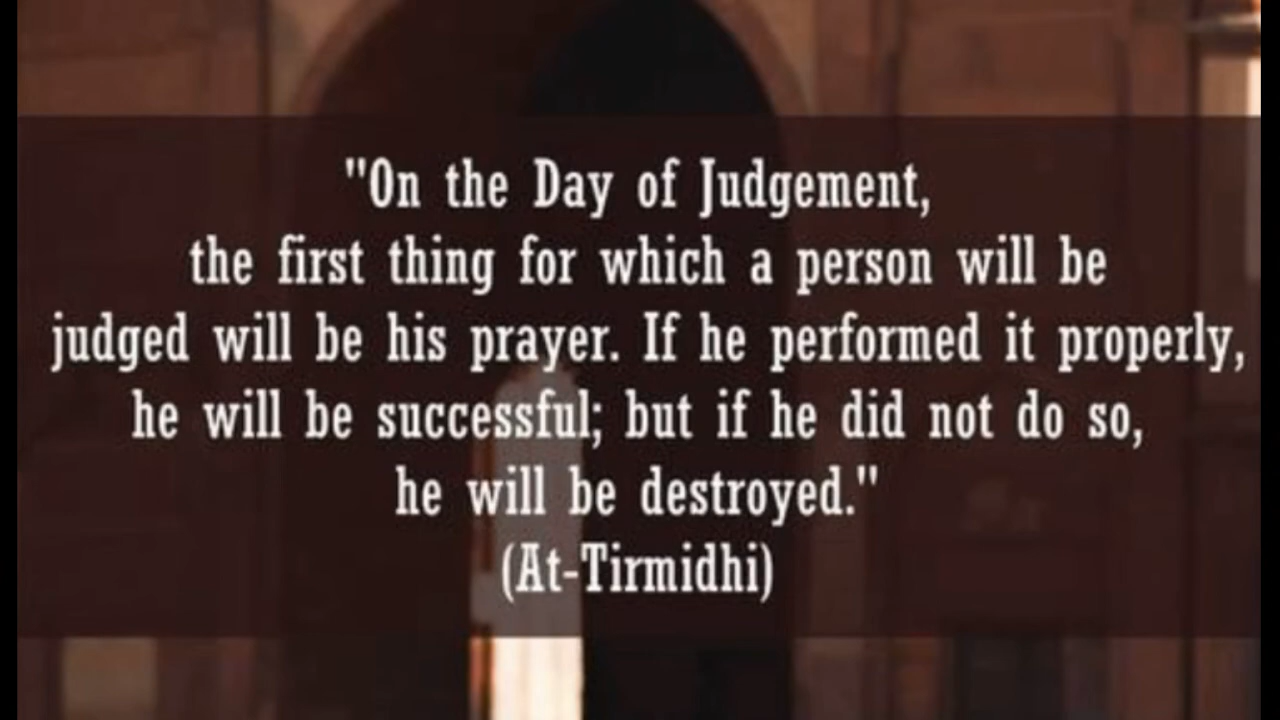 "On the Day of Judgement,
the first thing for which a person will be
judged will be his prayer. If he performed it properly,
he will be successful; but if he did not do so,
he will be destroyed."
(At-Tirmidhi)